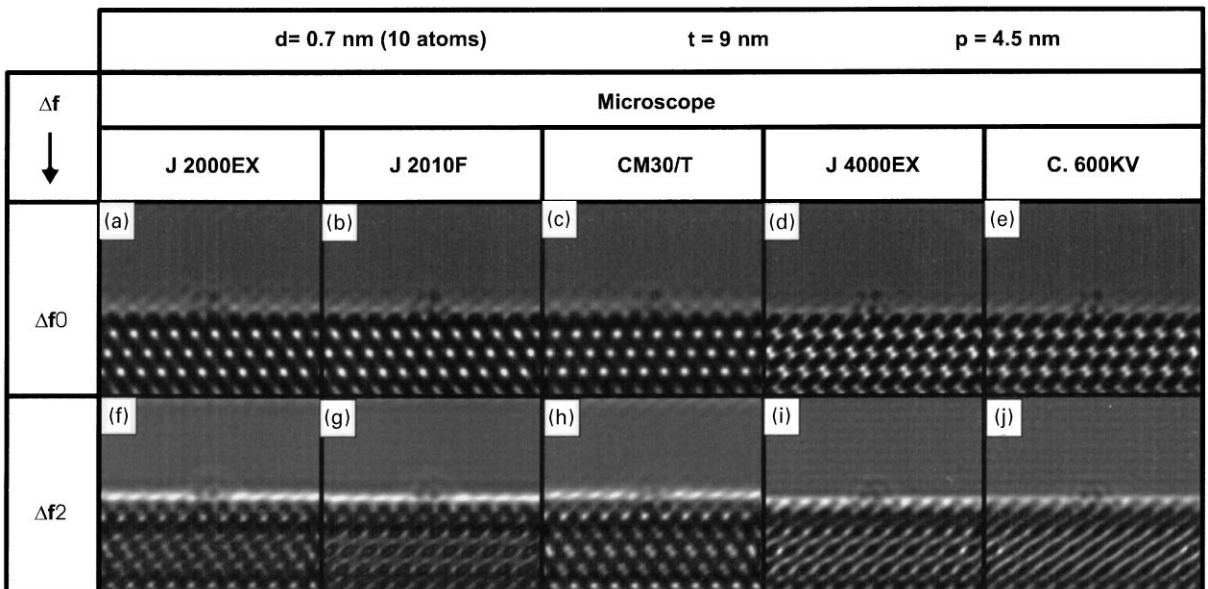 d= 0.7 nm (10 atoms) t = 9 nm p = 4.5 nm
Δf Microscope
J 2000EX J 2010F CM30/T J 4000EX C. 600KV
Δf0 (a) (b) (c) (d) (e)
Δf2 (f) (g) (h) (i) (j)